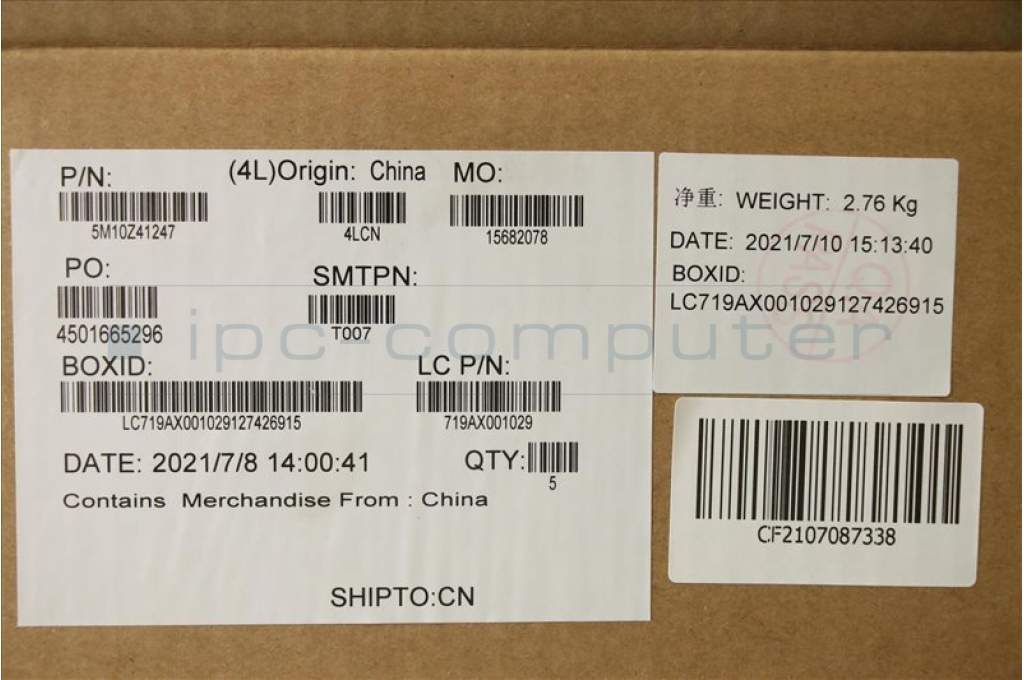 P/N:
(4L)Origin: China
MO:
5M10Z41247
4LCN
15682078
PO:
SMTPN:
4501665296
T007
BOXID:
LC P/N:
LC719AX001029127426915
719AX001029
DATE: 2021/7/8 14:00:41
QTY:
5
Contains Merchandise From : China
SHIPTO:CN
净重: WEIGHT: 2.76 Kg
DATE: 2021/7/10 15:13:40
BOXID:
LC719AX001029127426915
CF2107087338
ipc-computer